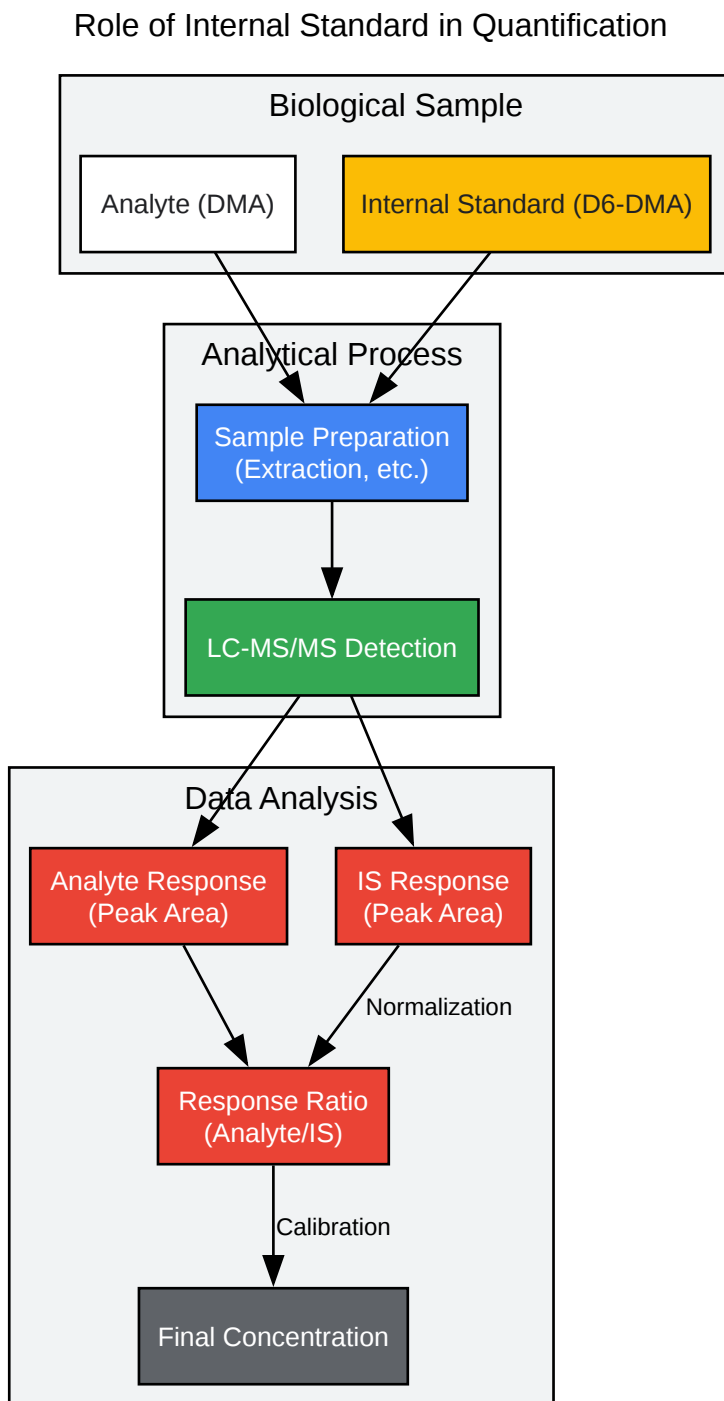 Role of Internal Standard in Quantification
Biological Sample
Analyte (DMA)
Internal Standard (D6-DMA)
Analytical Process
Sample Preparation
(Extraction, etc.)
LC-MS/MS Detection
Data Analysis
Analyte Response
(Peak Area)
IS Response
(Peak Area)
Normalization
Response Ratio
(Analyte/IS)
Calibration
Final Concentration